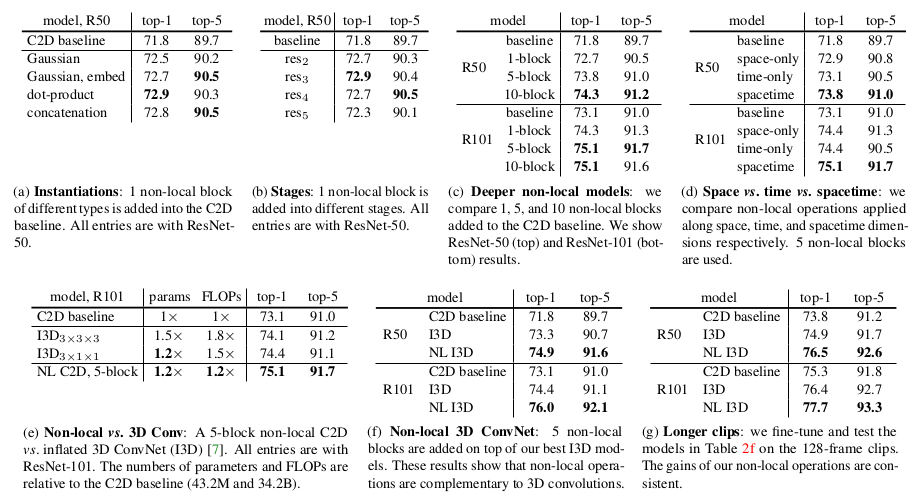 model, R50 top-1 top-5
C2D baseline 71.8 89.7
Gaussian 72.5 90.2
Gaussian, embed 72.7 90.5
dot-product 72.9 90.3
concatenation 72.8 90.5
(a) Instantiations: 1 non-local block
of different types is added into the C2D
baseline. All entries are with ResNet-
50.
model, R50 top-1 top-5
baseline 71.8 89.7
res2 72.7 90.3
res3 72.9 90.4
res4 72.7 90.5
res5 72.3 90.1
(b) Stages: 1 non-local block is
added into different stages. All
entries are with ResNet-50.
model top-1 top-5
R50 baseline 71.8 89.7
1-block 72.7 90.5
5-block 73.8 91.0
10-block 74.3 91.2
R101 baseline 73.1 91.0
1-block 74.3 91.3
5-block 75.1 91.7
10-block 75.1 91.6
(c) Deeper non-local models: we
compare 1, 5, and 10 non-local blocks
added to the C2D baseline. We show
ResNet-50 (top) and ResNet-101 (bot-
tom) results.
model top-1 top-5
R50 baseline 71.8 89.7
space-only 72.9 90.8
time-only 73.1 90.5
spacetime 73.8 91.0
R101 baseline 73.1 91.0
space-only 74.4 91.3
time-only 74.4 90.5
spacetime 75.1 91.7
(d) Space vs. time vs. spacetime: we
compare non-local operations applied
along space, time, and spacetime dimen-
sions respectively. 5 non-local blocks
are used.
model, R101 params FLOPs top-1 top-5
C2D baseline 1× 1× 73.1 91.0
I3D3×3×3 1.5× 1.8× 74.1 91.2
I3D3×1×1 1.2× 1.5× 74.4 91.1
NL C2D, 5-block 1.2× 1.2× 75.1 91.7
(e) Non-local vs. 3D Conv: A 5-block non-local C2D
vs. inflated 3D ConvNet (I3D) [7]. All entries are with
ResNet-101. The numbers of parameters and FLOPs are
relative to the C2D baseline (43.2M and 34.2B).
model top-1 top-5
R50 C2D baseline 71.8 89.7
I3D 73.3 90.7
NL I3D 74.9 91.6
R101 C2D baseline 73.1 91.0
I3D 74.4 91.1
NL I3D 76.0 92.1
(f) Non-local 3D ConvNet: 5 non-local
blocks are added on top of our best I3D mod-
els. These results show that non-local opera-
tions are complementary to 3D convolutions.
model top-1 top-5
R50 C2D baseline 73.8 91.2
I3D 74.9 91.7
NL I3D 76.5 92.6
R101 C2D baseline 75.3 91.8
I3D 76.4 92.7
NL I3D 77.7 93.3
(g) Longer clips: we fine-tune and test the
models in Table 2f on the 128-frame clips.
The gains of our non-local operations are con-
sistent.